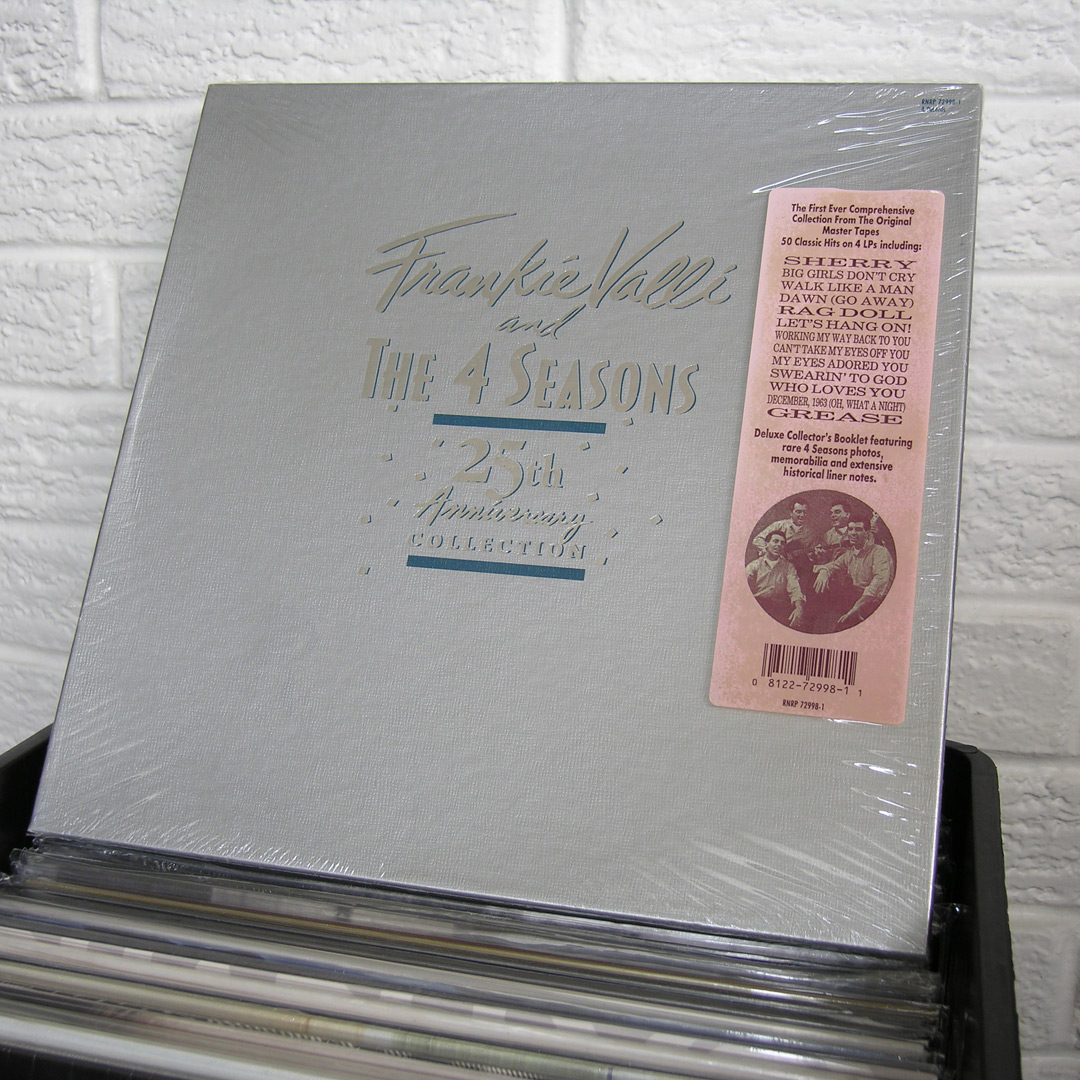 RNRP 72998-1
Frankie Valli
and
THE 4 SEASONS
25th
Anniversary
COLLECTION
The First Ever Comprehensive
Collection From The Original
Master Tapes
50 Classic Hits on 4 LPs including:
SHERRY
BIG GIRLS DON'T CRY
WALK LIKE A MAN
DAWN (GO AWAY)
RAG DOLL
LET'S HANG ON!
WORKING MY WAY BACK TO YOU
CAN'T TAKE MY EYES OFF YOU
MY EYES ADORED YOU
SWEARIN' TO GOD
WHO LOVES YOU
DECEMBER, 1963 (OH, WHAT A NIGHT)
GREASE
Deluxe Collector's Booklet featuring
rare 4 Seasons photos,
memorabilia and extensive
historical liner notes.
0 8122-72998-1 1
RNRP 72998-1